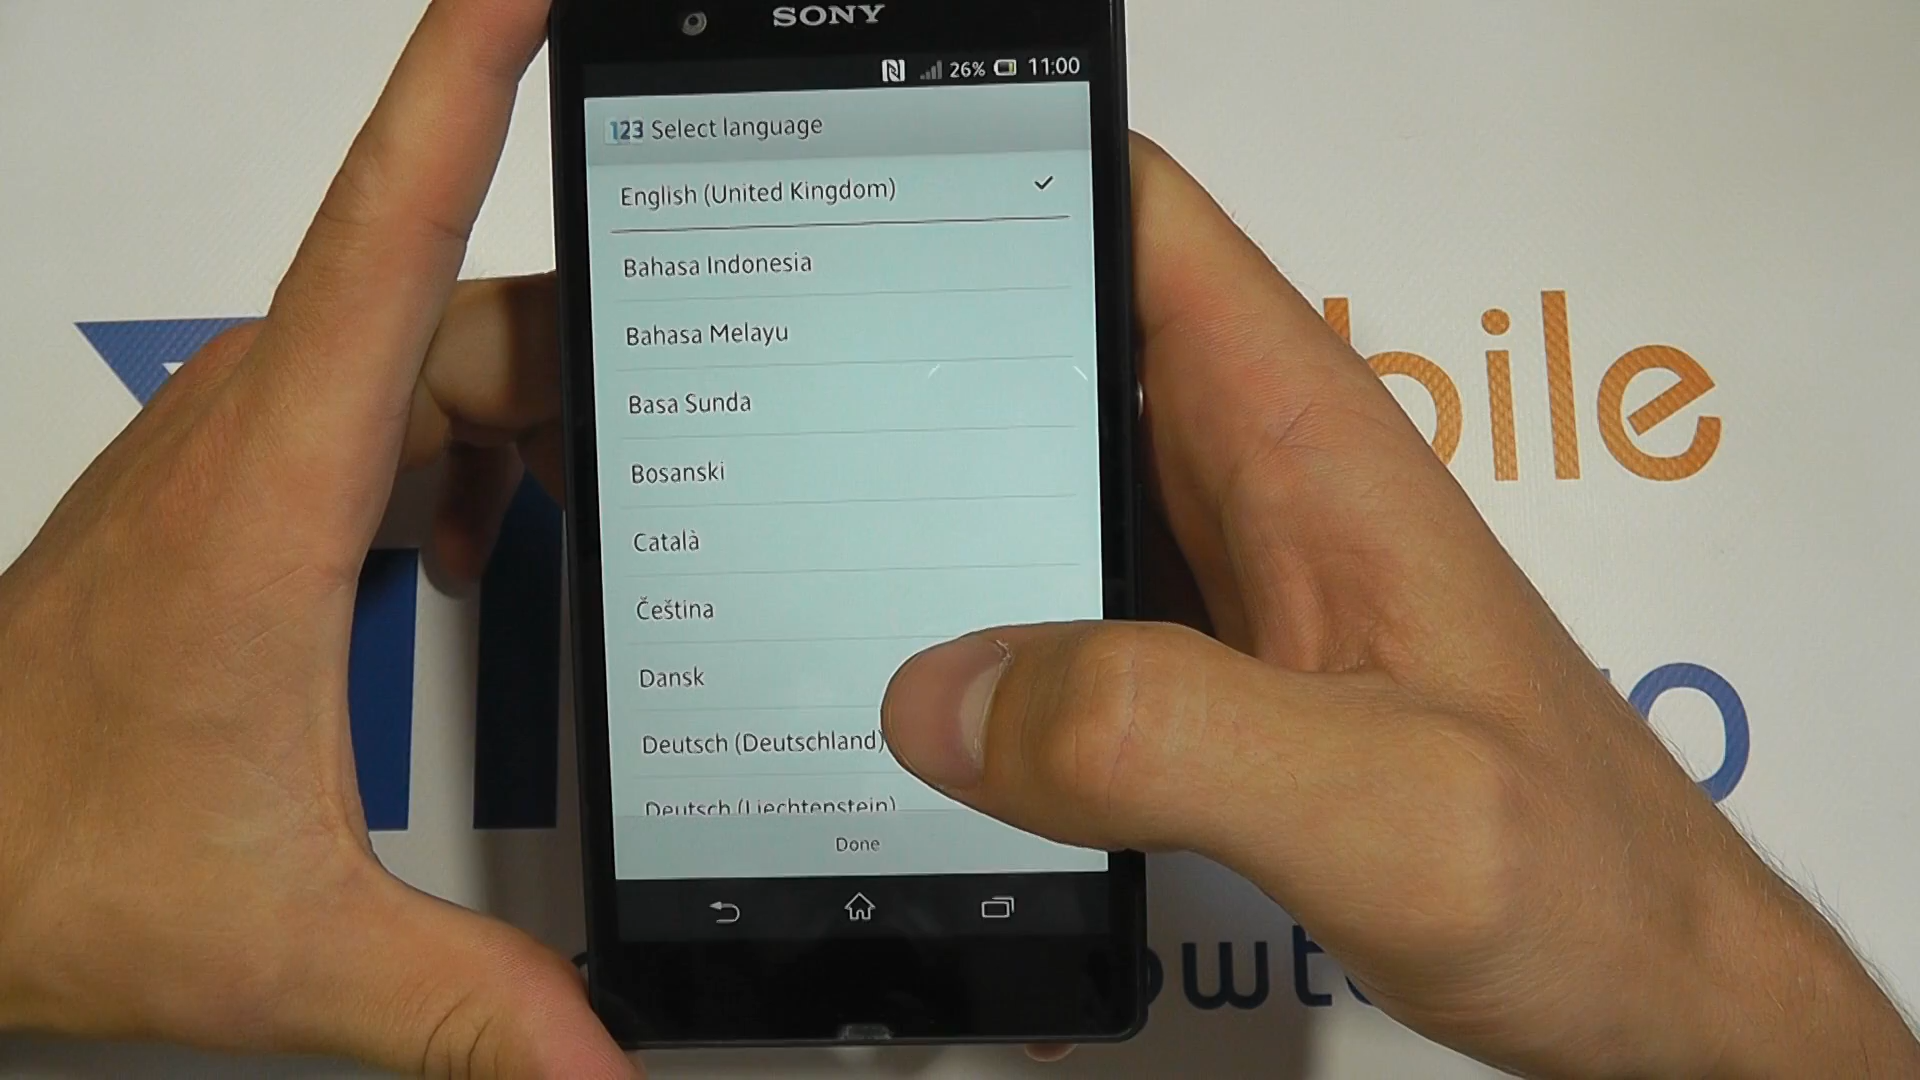 SONY
26% 11:00
123 Select language
English (United Kingdom)
Bahasa Indonesia
Bahasa Melayu
Basa Sunda
Bosanski
Català
Čeština
Dansk
Deutsch (Deutschland)
Deutsch (Liechtenstein)
Done
bile